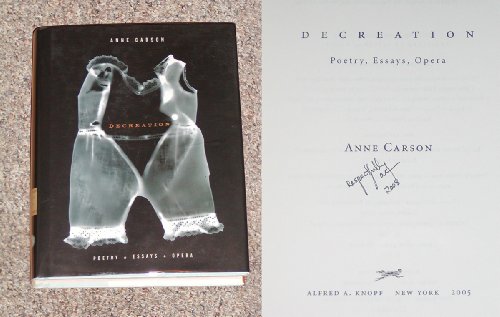 ANNE CARSON
DECREATION
POETRY • ESSAYS • OPERA
DECREATION
Poetry, Essays, Opera
ANNE CARSON
Respectfully
2008
ALFRED A. KNOPF NEW YORK 2005